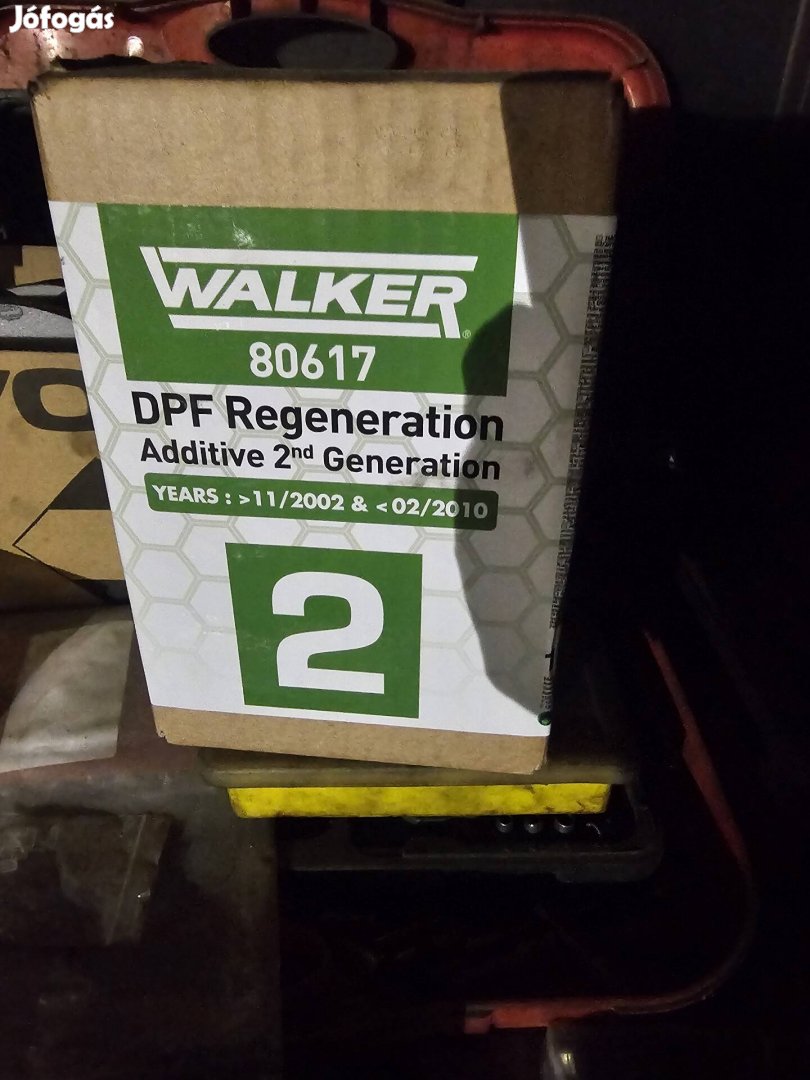 Jófogás
WALKER®
80617
DPF Regeneration
Additive 2nd Generation
YEARS : >11/2002 & <02/2010
2